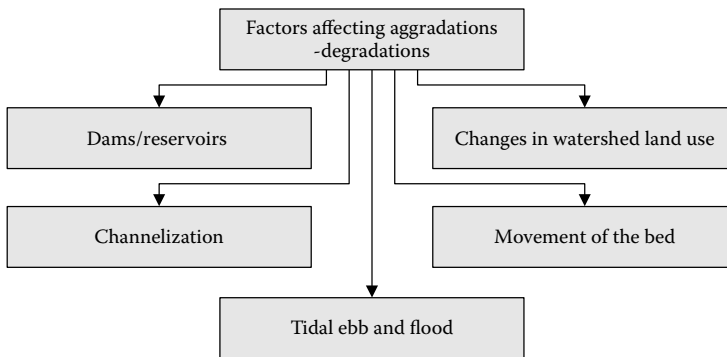 Factors affecting aggradations
-degradations
Dams/reservoirs
Changes in watershed land use
Channelization
Movement of the bed
Tidal ebb and flood